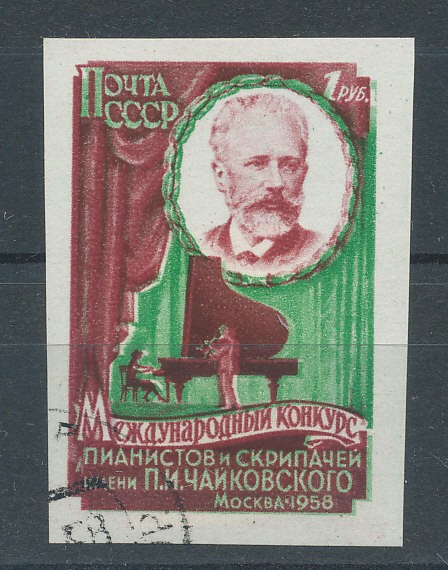 ПОЧТА
СССР
1 РУБ.
МЕЖДУНАРОДНЫЙ КОНКУРС
ПИАНИСТОВ И СКРИПАЧЕЙ
ИМЕНИ П.И.ЧАЙКОВСКОГО
МОСКВА-1958